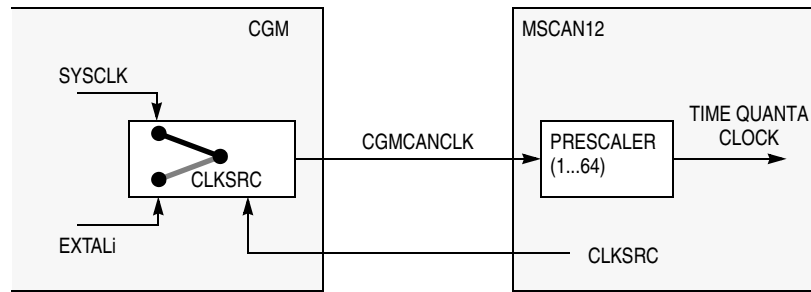 CGM
MSCAN12
SYSCLK
CLKSRC
EXTALi
CGMCANCLK
PRESCALER
(1...64)
TIME QUANTA
CLOCK
CLKSRC